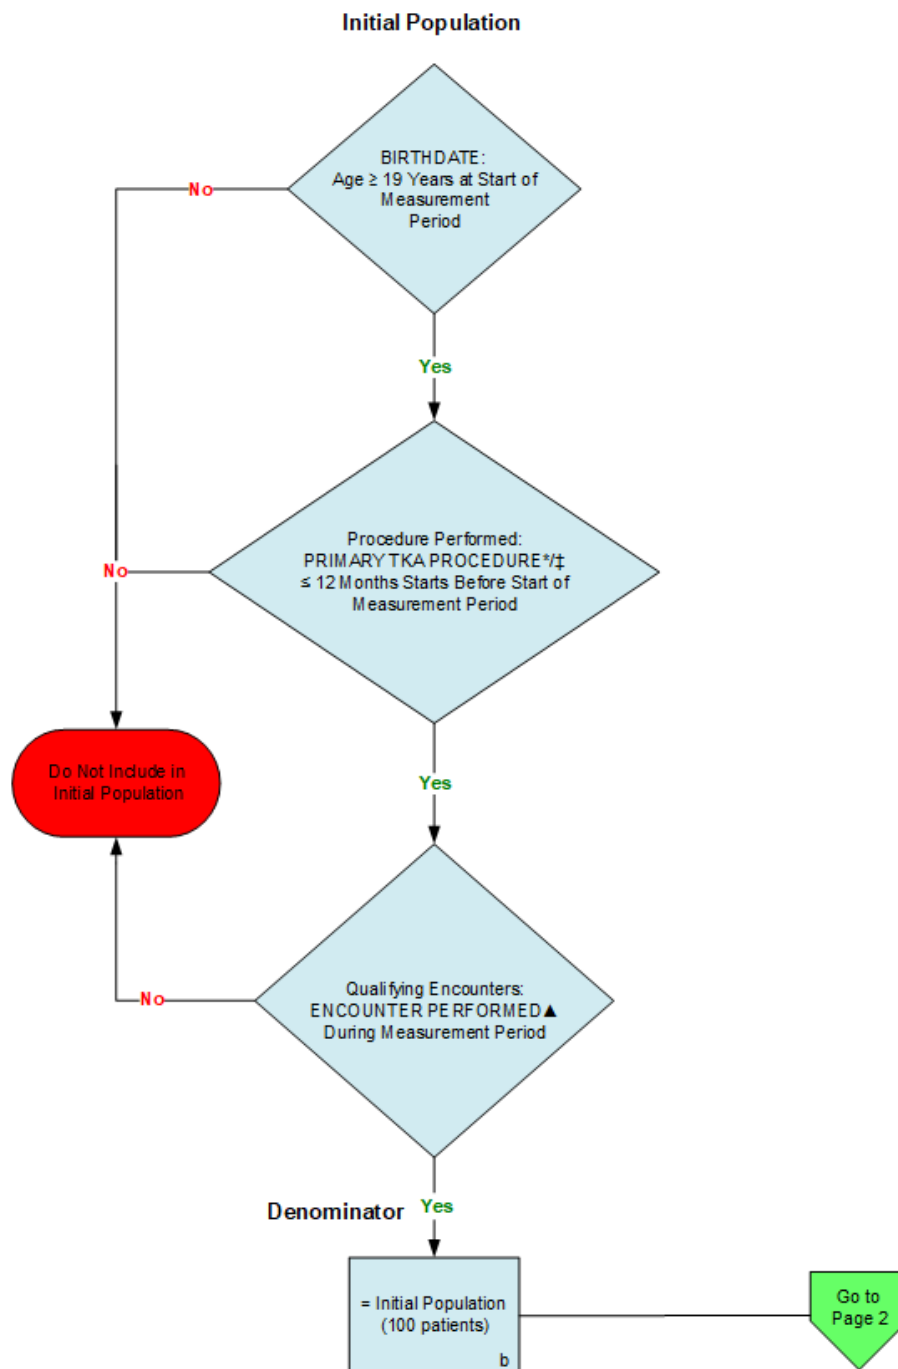 Initial Population
BIRTHDATE:
Age ≥ 19 Years at Start of
Measurement
Period
No
Yes
Procedure Performed:
PRIMARY TKA PROCEDURE*/‡
≤ 12 Months Starts Before Start of
Measurement Period
No
Do Not Include in
Initial Population
Yes
Qualifying Encounters:
ENCOUNTER PERFORMED▲
During Measurement Period
No
Denominator
Yes
= Initial Population
(100 patients)
b
Go to
Page 2